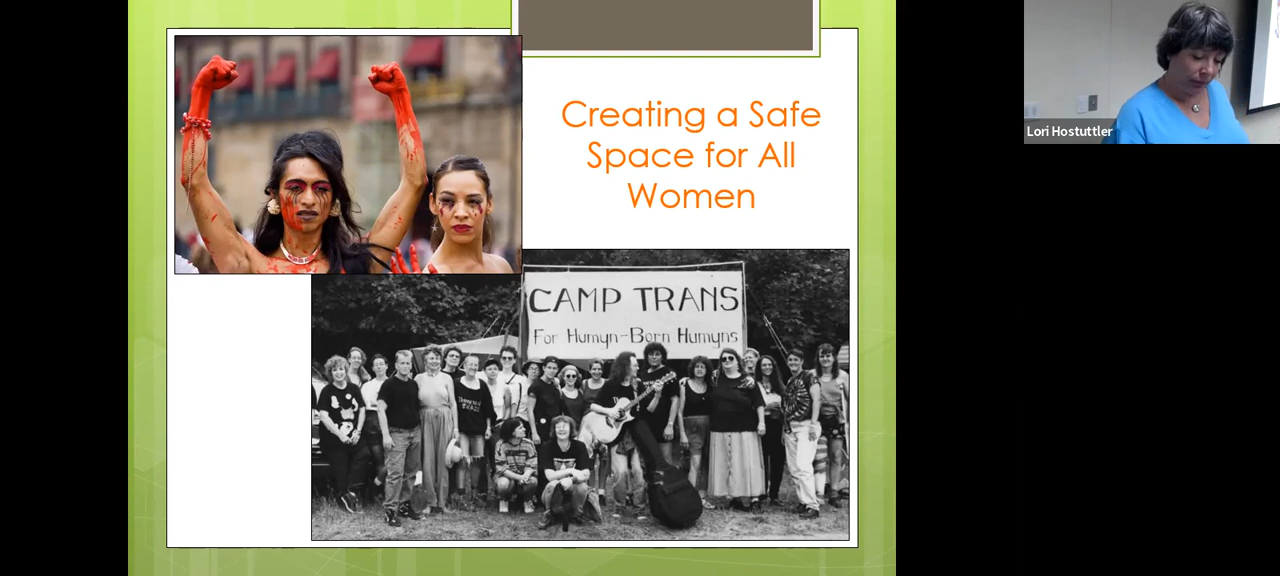 Creating a Safe
Space for All
Women
CAMP TRANS
For Humyn-Born Humyns
Lori Hostuttler